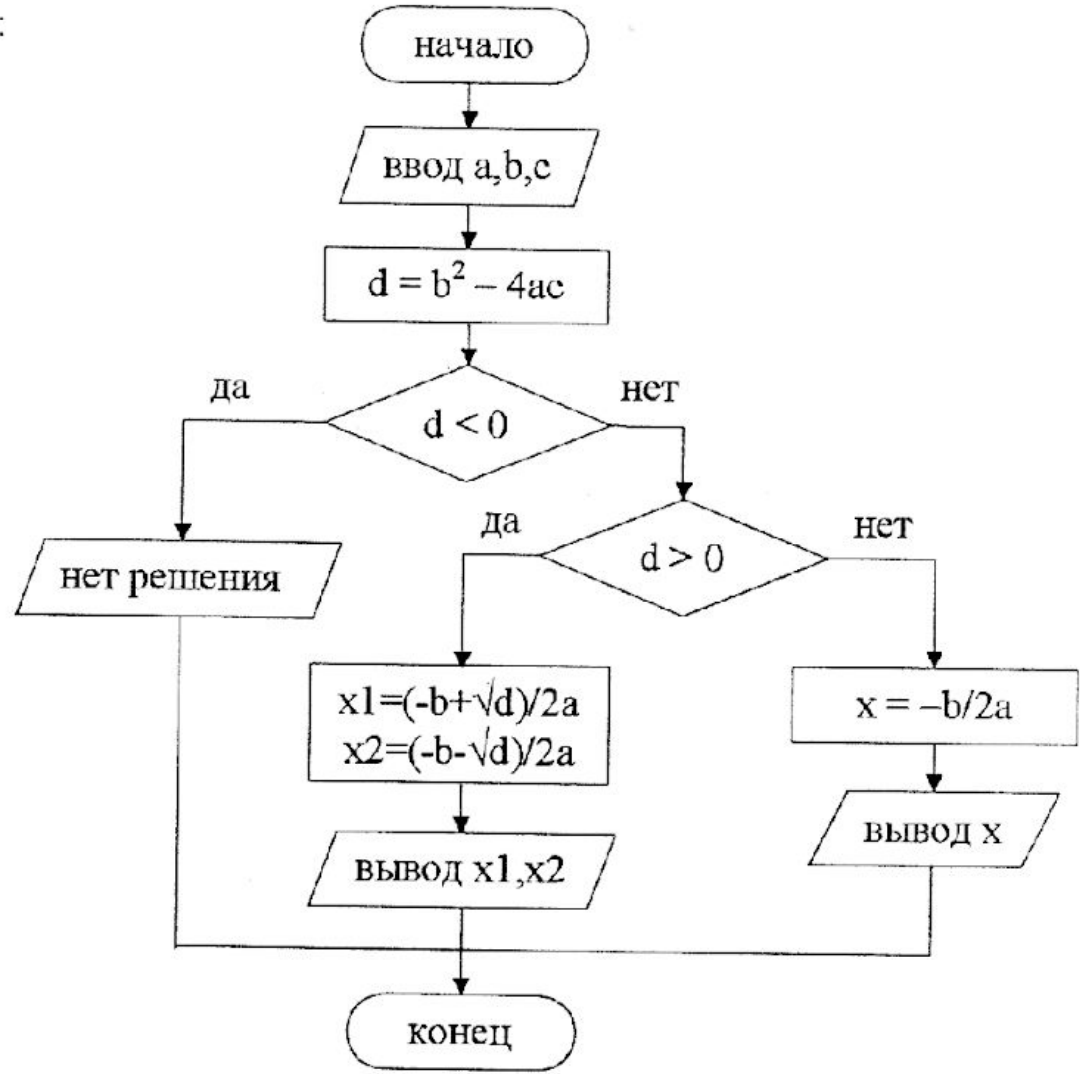 начало
ввод a,b,c
d = b² – 4ac
да
нет
d < 0
да
нет
d > 0
нет решения
x1=(-b+√d)/2a
x2=(-b-√d)/2a
x = –b/2a
вывод x
вывод x1,x2
конец